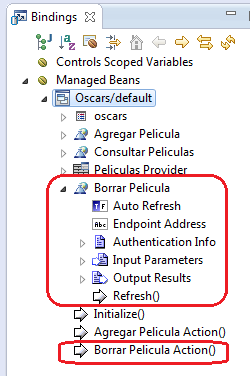 Bindings
Controls Scoped Variables
Managed Beans
Oscars/default
oscars
Agregar Pelicula
Consultar Peliculas
Peliculas Provider
Borrar Pelicula
Auto Refresh
Endpoint Address
Authentication Info
Input Parameters
Output Results
Refresh()
Initialize()
Agregar Pelicula Action()
Borrar Pelicula Action()